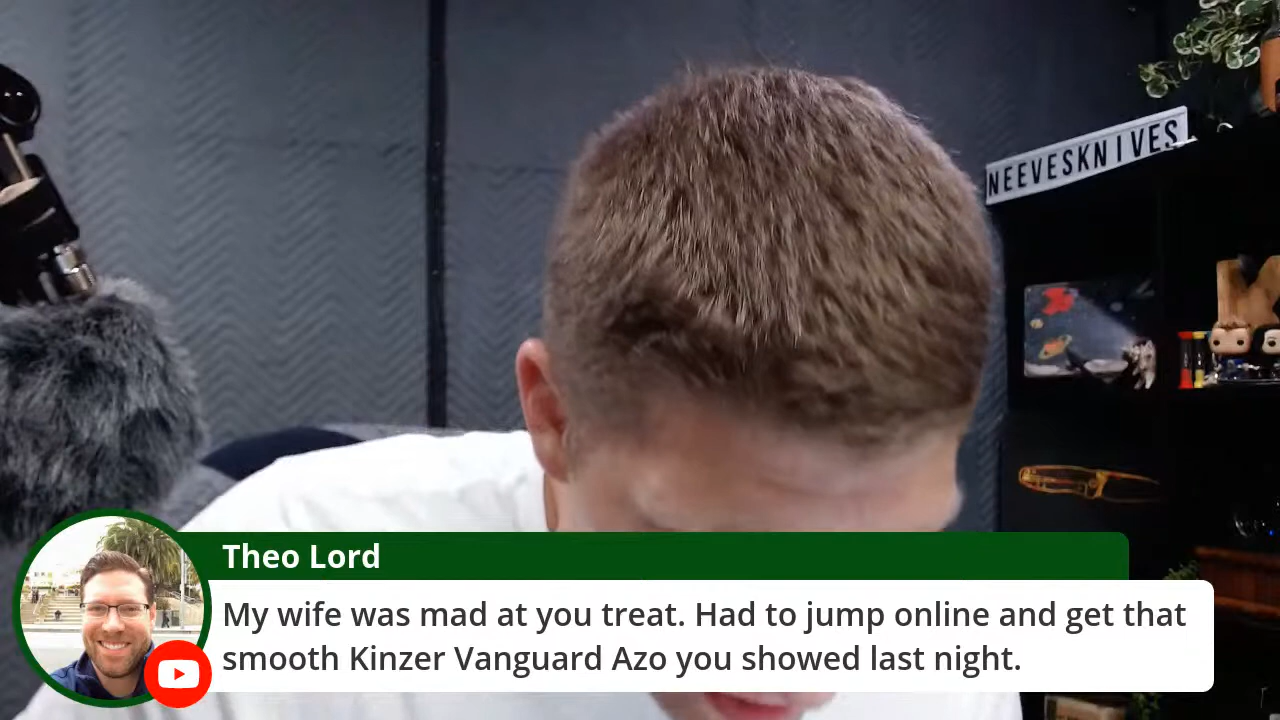 NEEVESKNIVES
Theo Lord
My wife was mad at you treat. Had to jump online and get that
smooth Kinzer Vanguard Azo you showed last night.